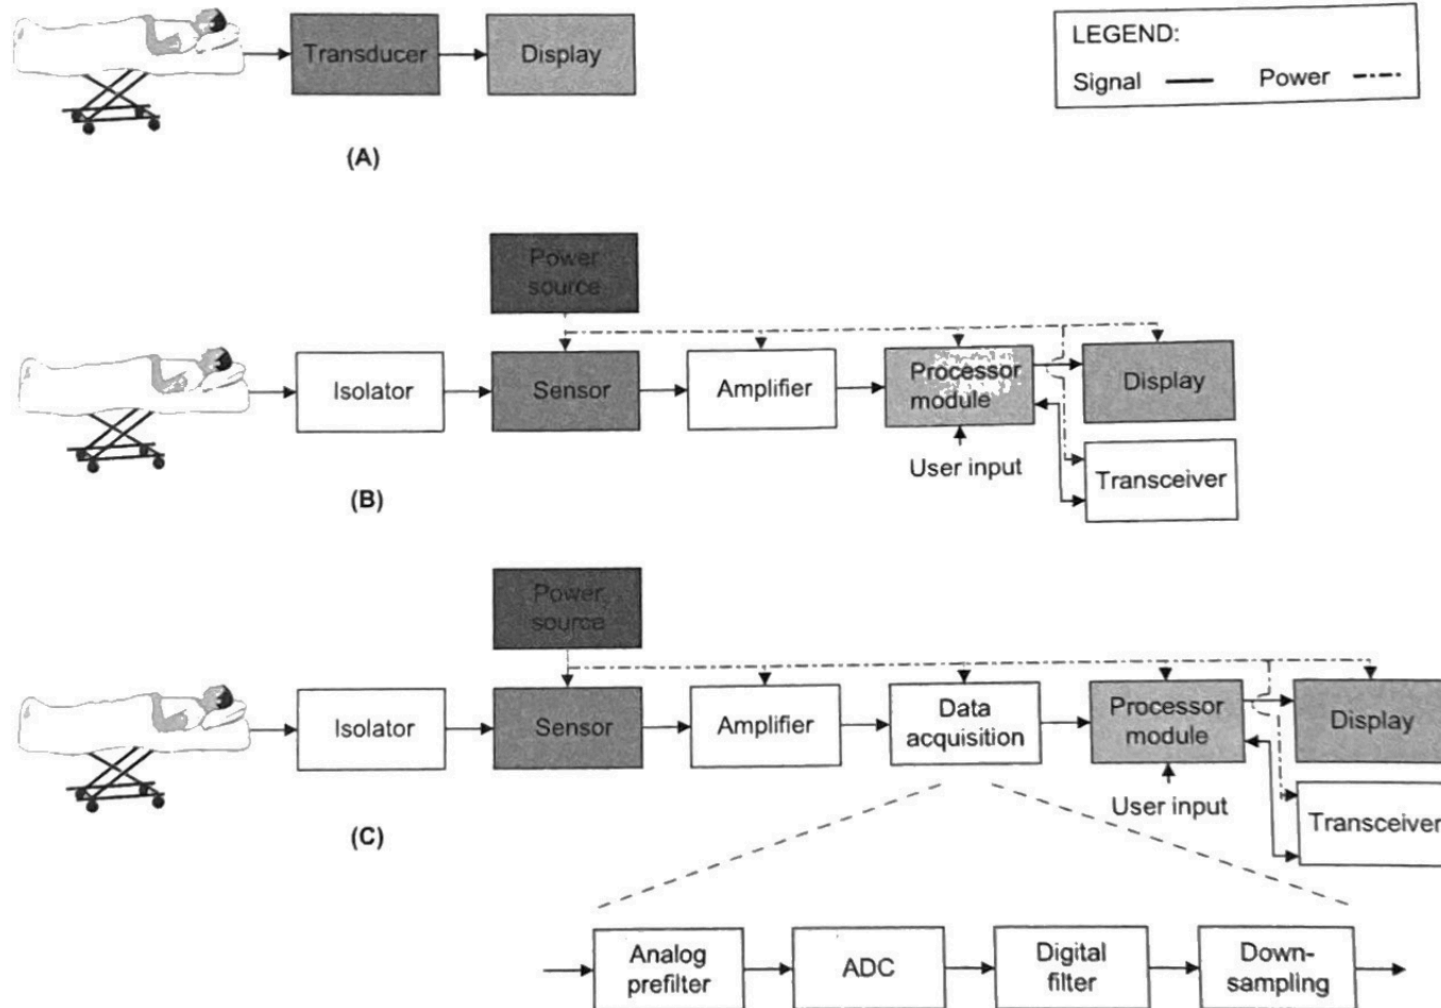 LEGEND:
Signal Power
Transducer
Display
(A)
Power
source
Isolator
Sensor
Amplifier
Processor
module
Display
User input
Transceiver
(B)
Power
source
Isolator
Sensor
Amplifier
Data
acquisition
Processor
module
Display
User input
Transceiver
(C)
Analog
prefilter
ADC
Digital
filter
Down-
sampling